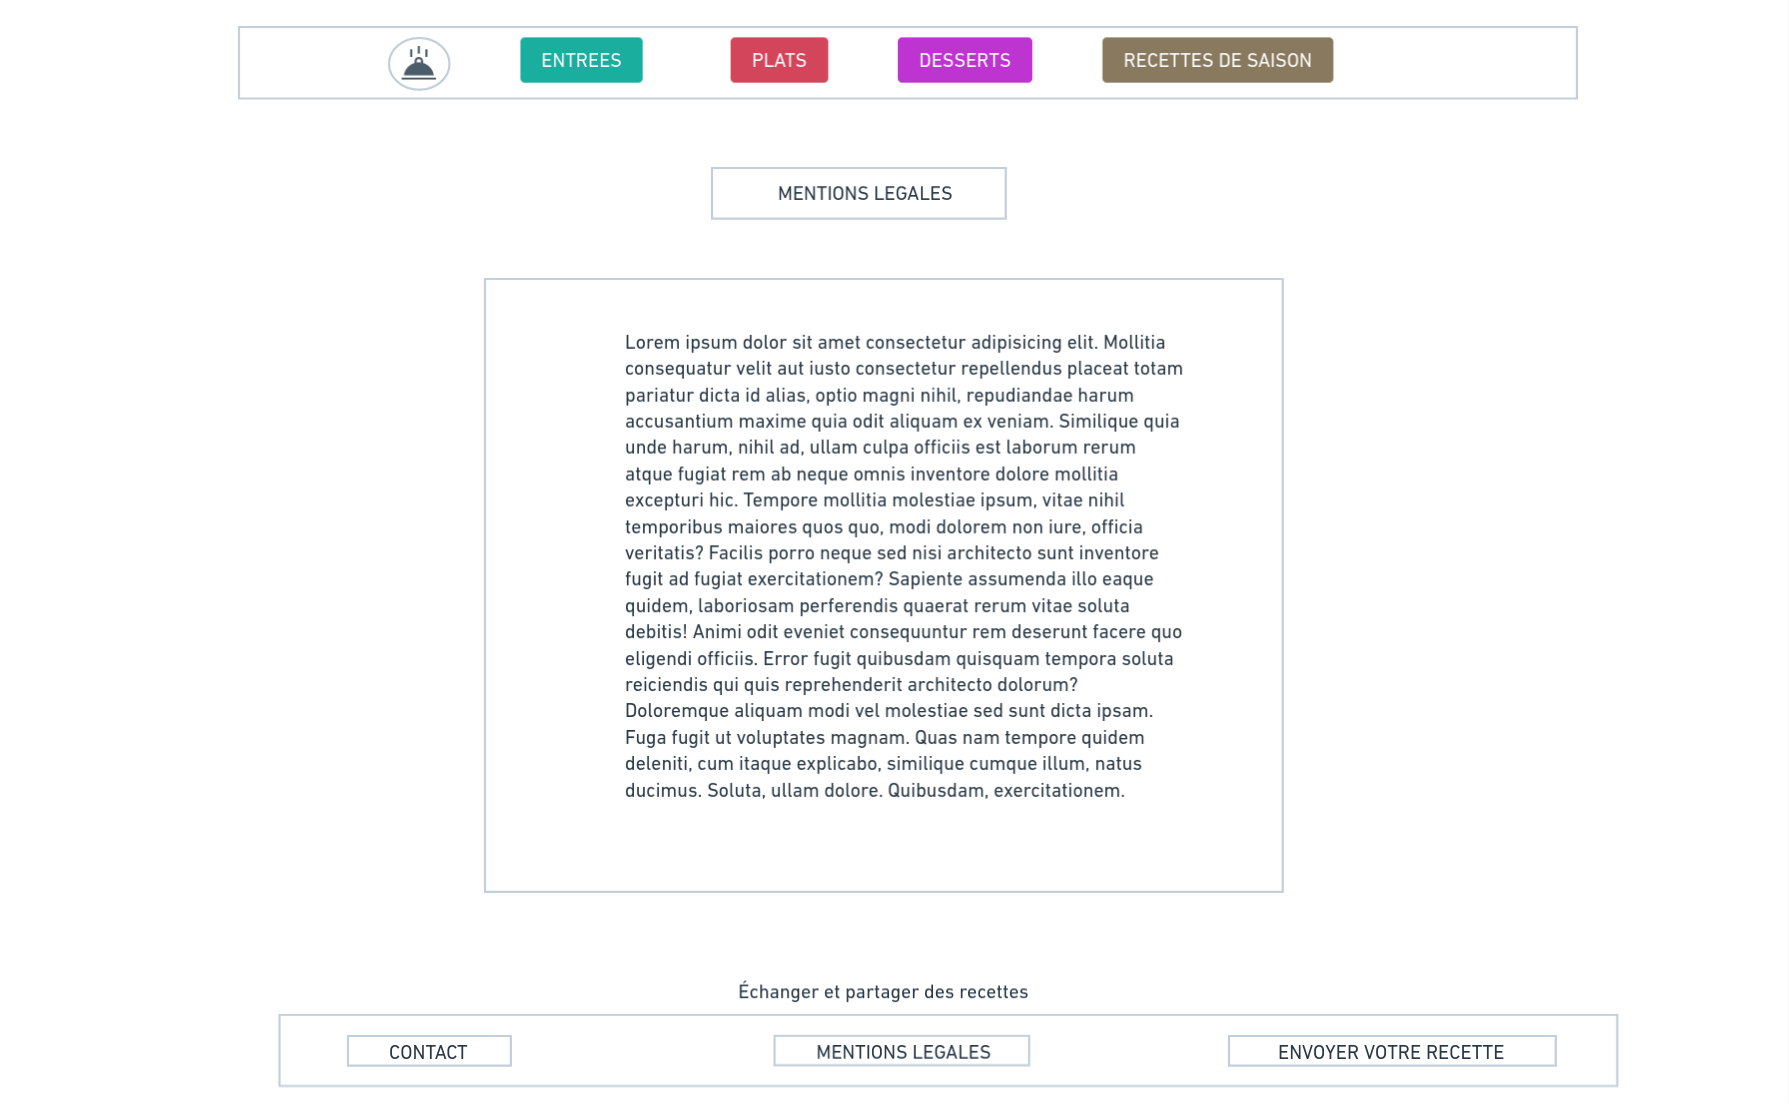 ENTREES PLATS DESSERTS RECETTES DE SAISON
MENTIONS LEGALES
Lorem ipsum dolor sit amet consectetur adipisicing elit. Mollitia
consequatur velit aut iusto consectetur repellendus placeat totam
pariatur dicta id alias, optio magni nihil, repudiandae harum
accusantium maxime quia odit aliquam ex veniam. Similique quia
unde harum, nihil ad, ullam culpa officiis est laborum rerum
atque fugiat rem ab neque omnis inventore dolore mollitia
excepturi hic. Tempore mollitia molestiae ipsum, vitae nihil
temporibus maiores quos quo, modi dolorem non iure, officia
veritatis? Facilis porro neque sed nisi architecto sunt inventore
fugit ad fugiat exercitationem? Sapiente assumenda illo eaque
quidem, laboriosam perferendis quaerat rerum vitae soluta
debitis! Animi odit eveniet consequuntur rem deserunt facere quo
eligendi officiis. Error fugit quibusdam quisquam tempora soluta
reiciendis qui quis reprehenderit architecto dolorum?
Doloremque aliquam modi vel molestiae sed sunt dicta ipsam.
Fuga fugit ut voluptates magnam. Quas nam tempore quidem
deleniti, cum itaque explicabo, similique cumque illum, natus
ducimus. Soluta, ullam dolore. Quibusdam, exercitationem.
Échanger et partager des recettes
CONTACT MENTIONS LEGALES ENVOYER VOTRE RECETTE